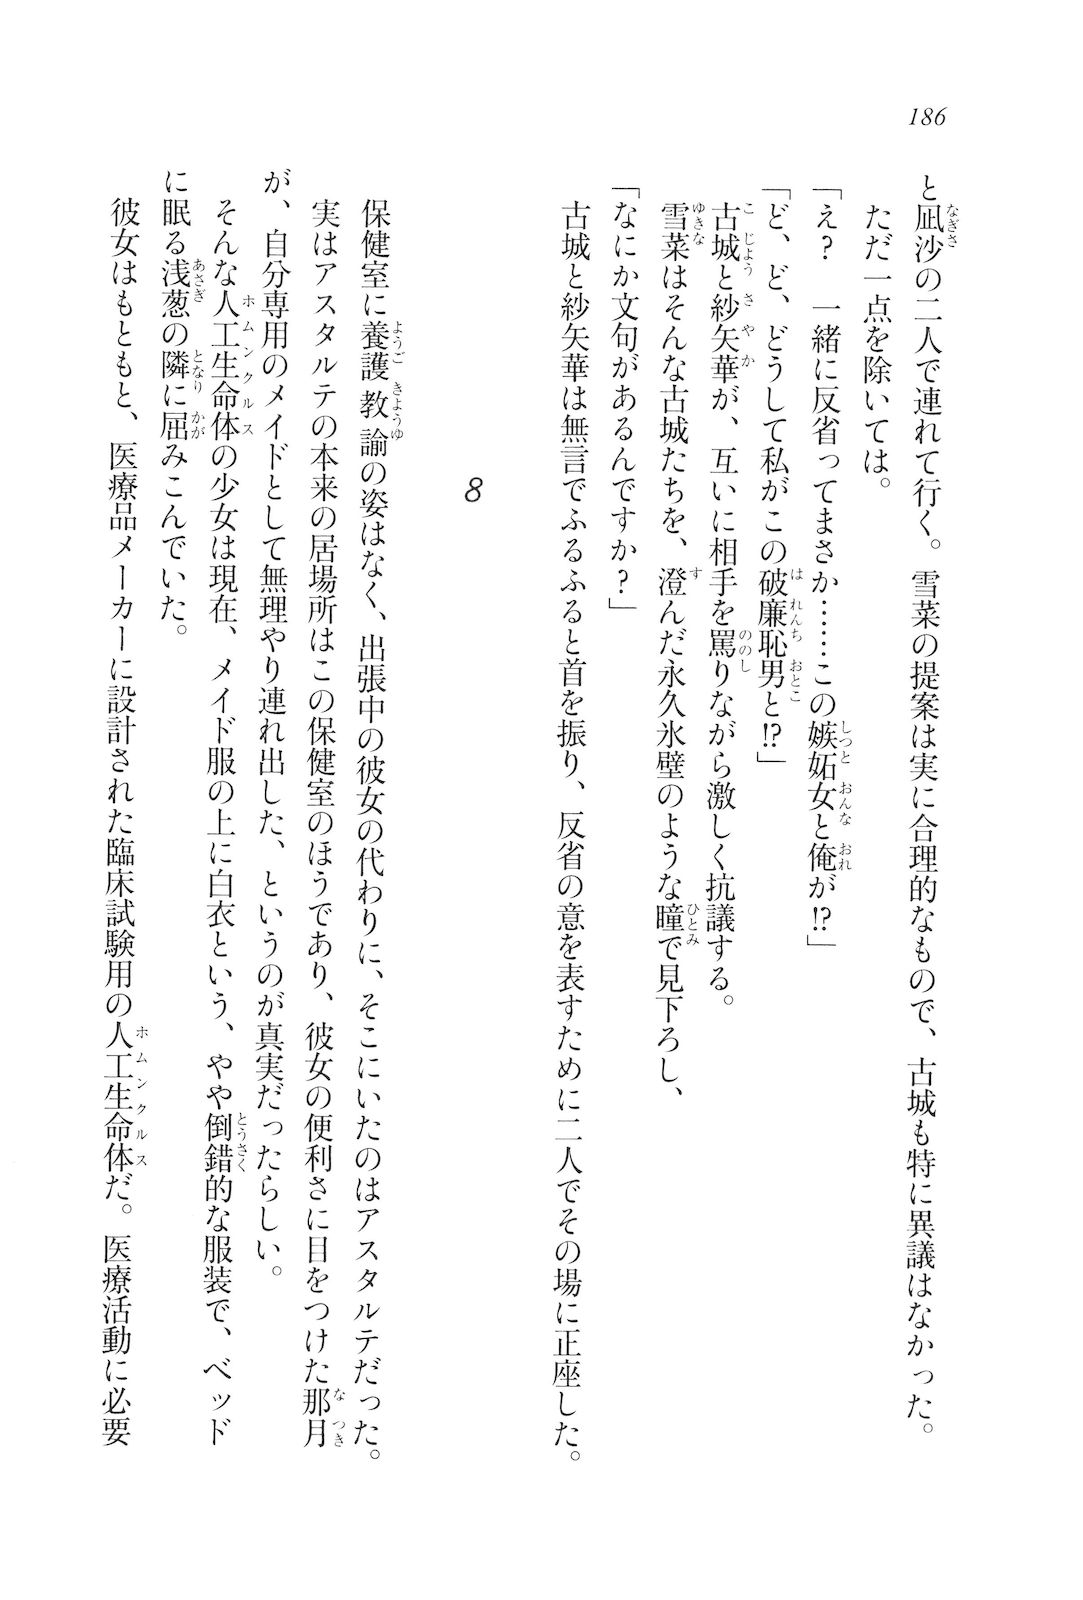 186
と凪沙の二人で連れて行く。雪菜の提案は実に合理的なもので、古城も特に異議はなかった。
ただ一点を除いては。
「え？　一緒に反省ってまさか……この嫉妬女と俺が!?」
「ど、ど、どうして私がこの破廉恥男と!?」
古城と紗矢華が、互いに相手を罵りながら激しく抗議する。
雪菜はそんな古城たちを、澄んだ永久氷壁のような瞳で見下ろし、
「なにか文句があるんですか？」
古城と紗矢華は無言でふるふると首を振り、反省の意を表すために二人でその場に正座した。
8
保健室に養護教諭の姿はなく、出張中の彼女の代わりに、そこにいたのはアスタルテだった。
実はアスタルテの本来の居場所はこの保健室のほうであり、彼女の便利さに目をつけた那月
が、自分専用のメイドとして無理やり連れ出した、というのが真実だったらしい。
そんな人工生命体の少女は現在、メイド服の上に白衣という、やや倒錯的な服装で、ベッド
に眠る浅葱の隣に屈みこんでいた。
彼女はもともと、医療品メーカーに設計された臨床試験用の人工生命体だ。医療活動に必要